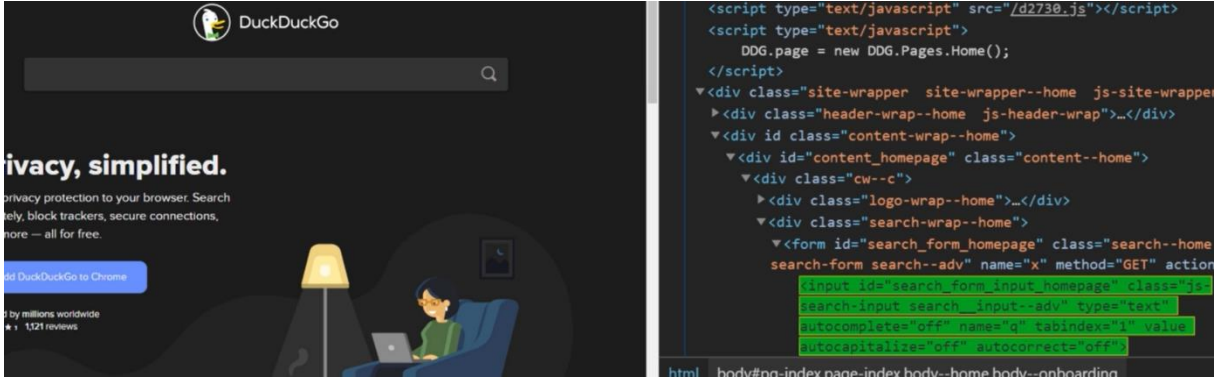 DuckDuckGo
ivacy, simplified.
privacy protection to your browser. Search
tely, block trackers, secure connections,
more — all for free.
dd DuckDuckGo to Chrome
d by millions worldwide
1,121 reviews
<script type="text/javascript" src="/d2730.js"></script>
<script type="text/javascript">
DDG.page = new DDG.Pages.Home();
</script>
<div class="site-wrapper site-wrapper--home js-site-wrapper
<div class="header-wrap--home js-header-wrap">…</div>
<div id class="content-wrap--home">
<div id="content_homepage" class="content--home">
<div class="cw--c">
<div class="logo-wrap--home">…</div>
<div class="search-wrap--home">
<form id="search_form_homepage" class="search--home
search-form search--adv" name="x" method="GET" action
<input id="search_form_input_homepage" class="js-
search-input search__input--adv" type="text"
autocomplete="off" name="q" tabindex="1" value
autocapitalize="off" autocorrect="off">
html body#pg-index.page-index.body--home.body--onboarding